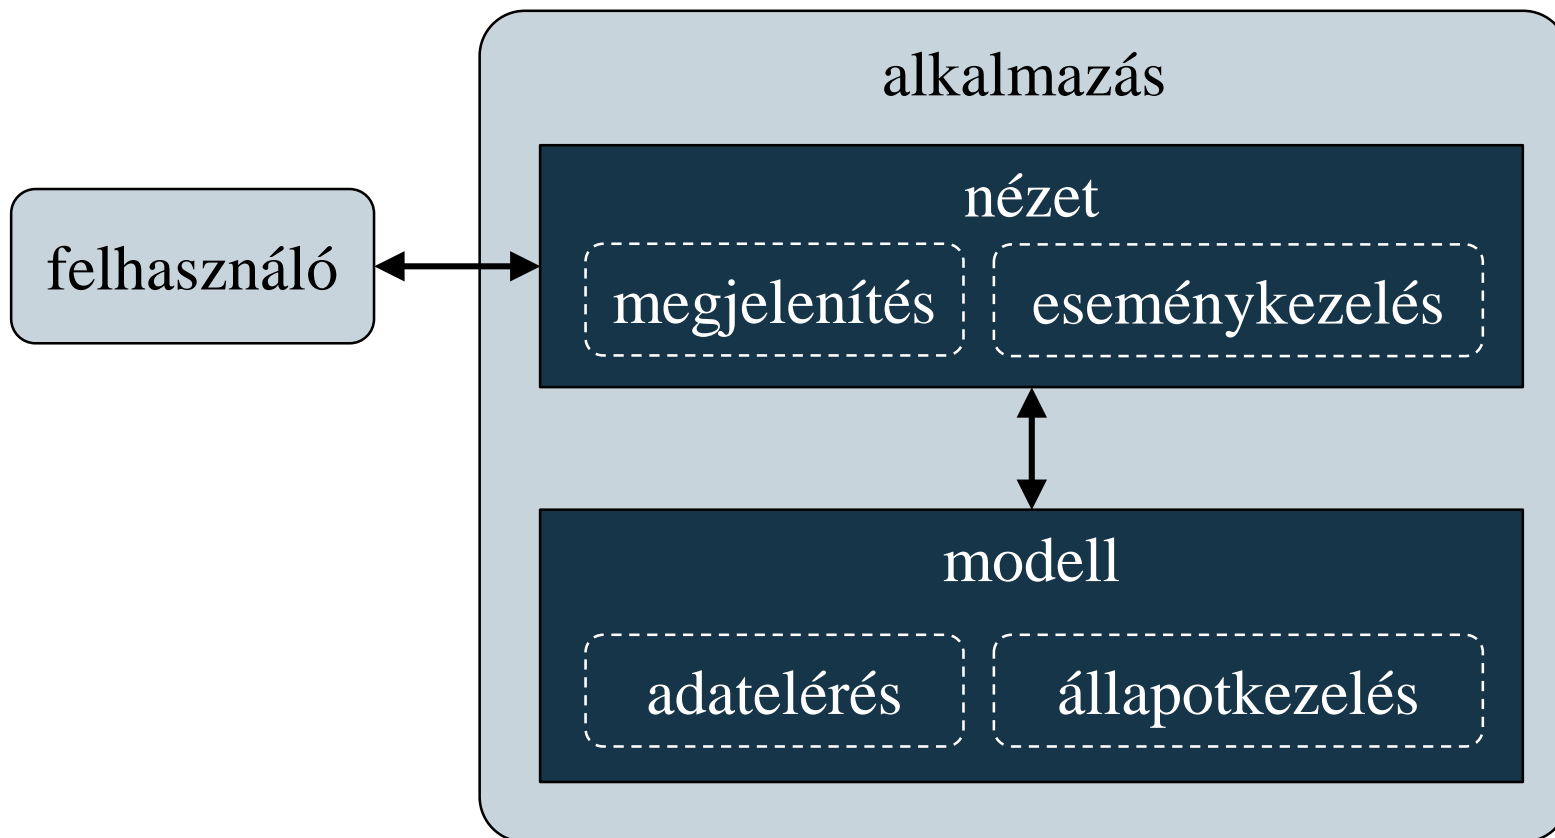 alkalmazás
nézet
felhasználó
megjelenítés
eseménykezelés
modell
adatelérés
állapotkezelés